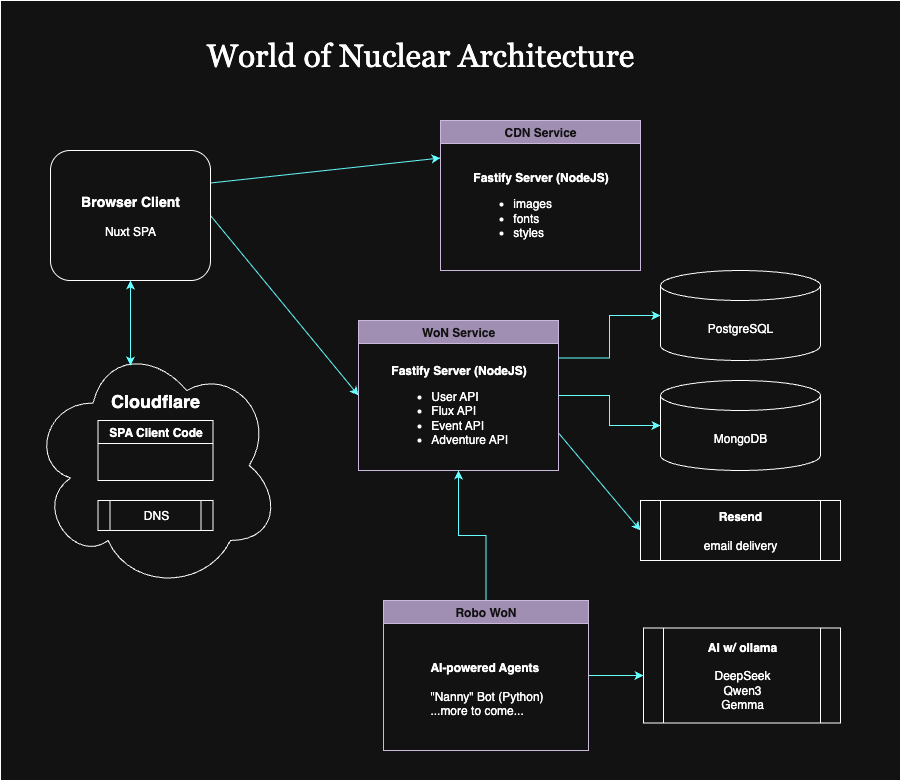 World of Nuclear Architecture
CDN Service
Fastify Server (NodeJS)
• images
• fonts
• styles
Browser Client
Nuxt SPA
WoN Service
Fastify Server (NodeJS)
• User API
• Flux API
• Event API
• Adventure API
PostgreSQL
MongoDB
Cloudflare
SPA Client Code
DNS
Resend
email delivery
Robo WoN
AI-powered Agents
"Nanny" Bot (Python)
...more to come...
AI w/ ollama
DeepSeek
Qwen3
Gemma